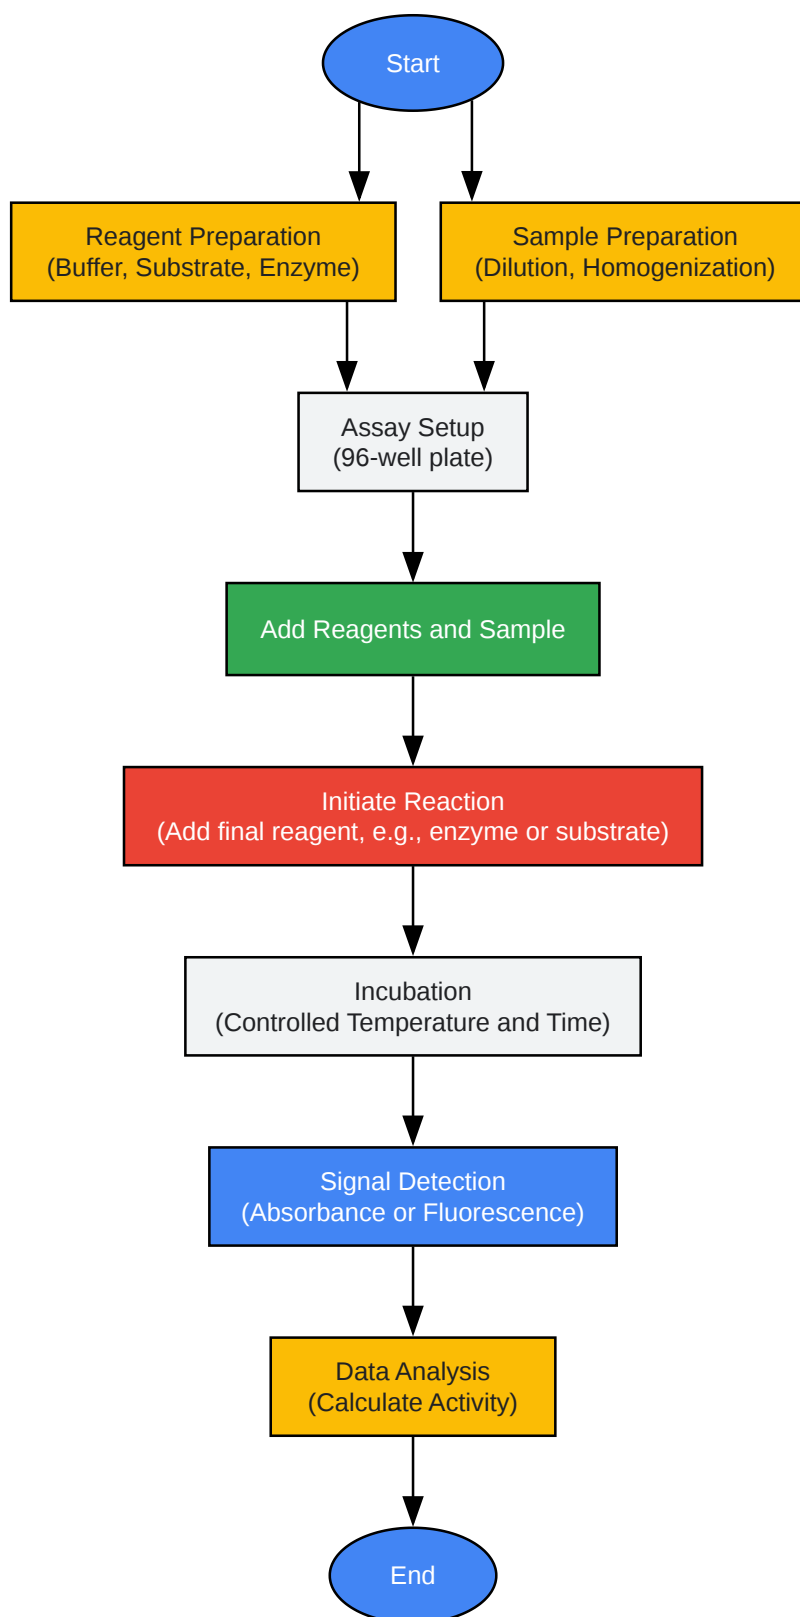 Start
Reagent Preparation
(Buffer, Substrate, Enzyme)
Sample Preparation
(Dilution, Homogenization)
Assay Setup
(96-well plate)
Add Reagents and Sample
Initiate Reaction
(Add final reagent, e.g., enzyme or substrate)
Incubation
(Controlled Temperature and Time)
Signal Detection
(Absorbance or Fluorescence)
Data Analysis
(Calculate Activity)
End